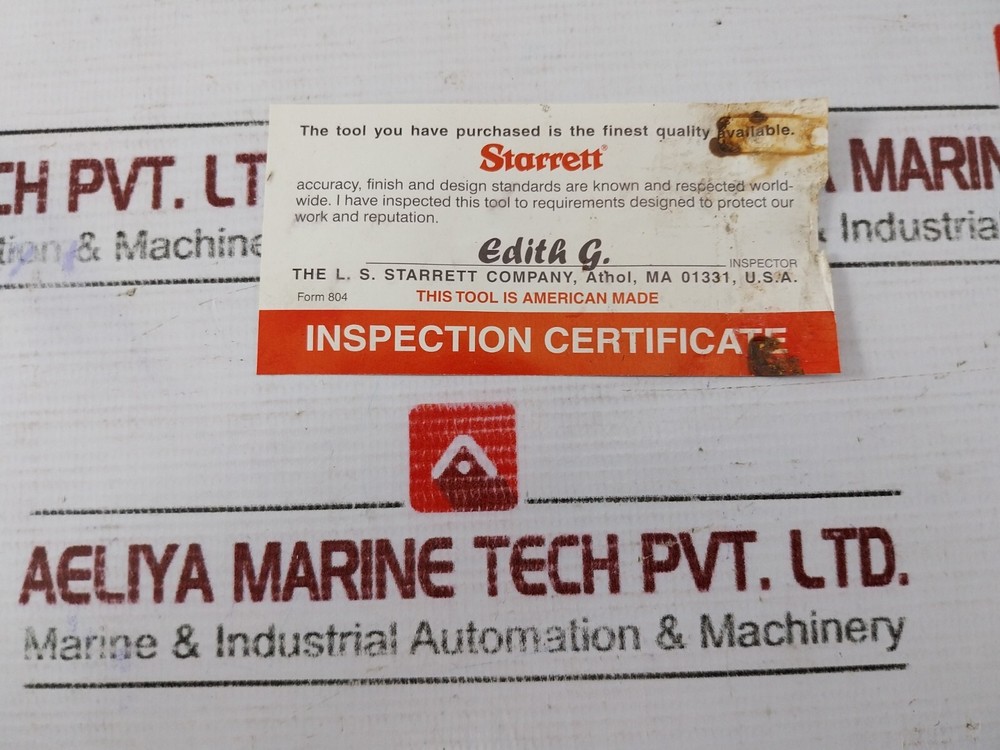 The tool you have purchased is the finest quality available.
Starrett®
accuracy, finish and design standards are known and respected world-
wide. I have inspected this tool to requirements designed to protect our
work and reputation.
Edith G.
INSPECTOR
THE L. S. STARRETT COMPANY, Athol, MA 01331, U.S.A.
Form 804 THIS TOOL IS AMERICAN MADE
INSPECTION CERTIFICATE
CH PVT. LT
MARIN
tion & Machine
& Industria
AELIYA MARINE TECH PVT. LTD.
Marine & Industrial Automation & Machinery